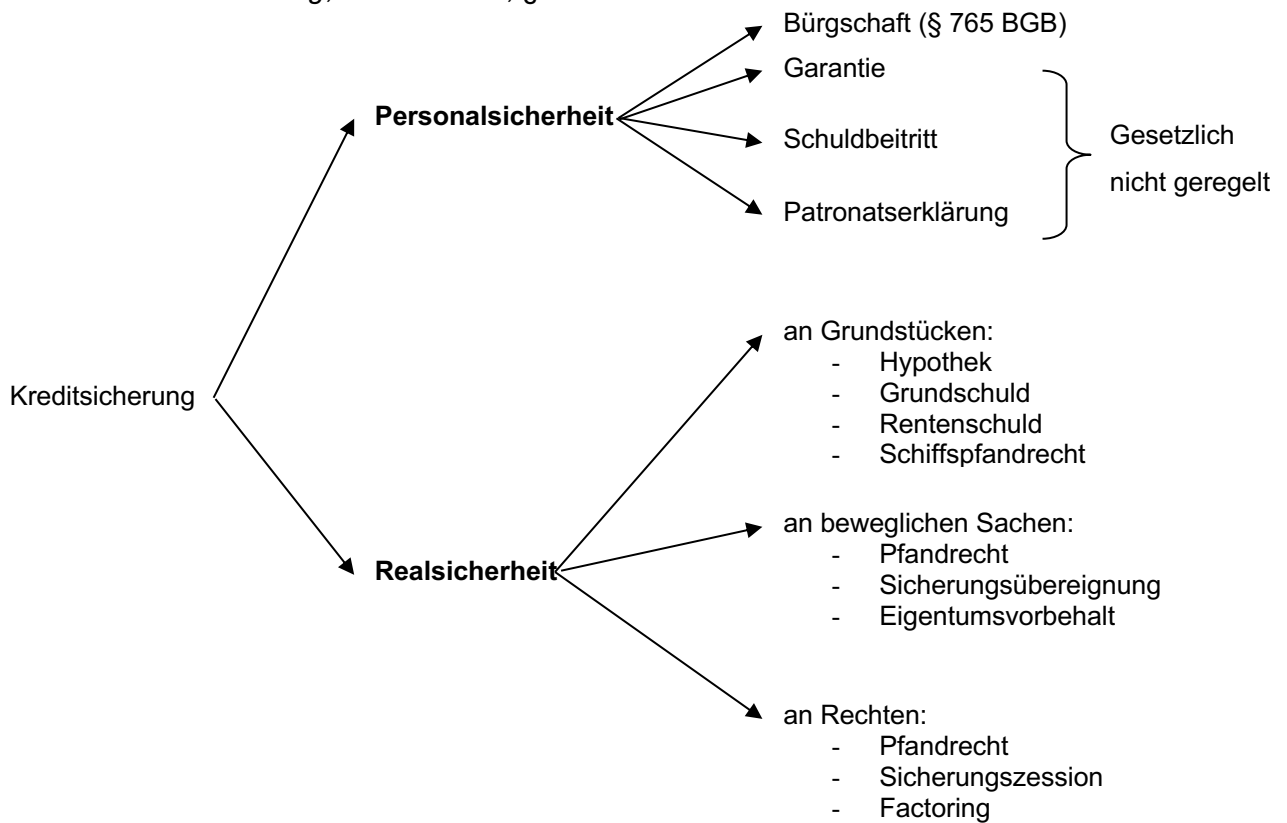 Bürgschaft (§ 765 BGB)
Garantie
Personalsicherheit
Schuldbeitritt
Gesetzlich
nicht geregelt
Patronatserklärung
an Grundstücken:
- Hypothek
- Grundschuld
- Rentenschuld
- Schiffspfandrecht
Kreditsicherung
an beweglichen Sachen:
- Pfandrecht
- Sicherungsübereignung
- Eigentumsvorbehalt
Realsicherheit
an Rechten:
- Pfandrecht
- Sicherungszession
- Factoring